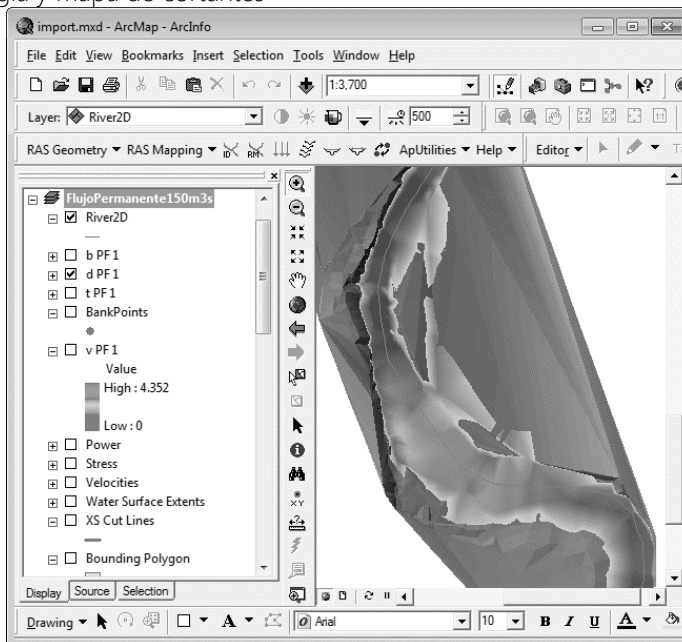 gía y mapa de cortantes
import.mxd - ArcMap - ArcInfo
File Edit View Bookmarks Insert Selection Tools Window Help
1:3,700
Layer: River2D 500
RAS Geometry RAS Mapping ID RIM ApUtilities Help Editor
FlujoPermanente150m3s
River2D
b PF 1
d PF 1
t PF 1
BankPoints
v PF 1
Value
High : 4.352
Low : 0
Power
Stress
Velocities
Water Surface Extents
XS Cut Lines
Bounding Polygon
XY
Display Source Selection
Drawing A Arial 10 B I U A